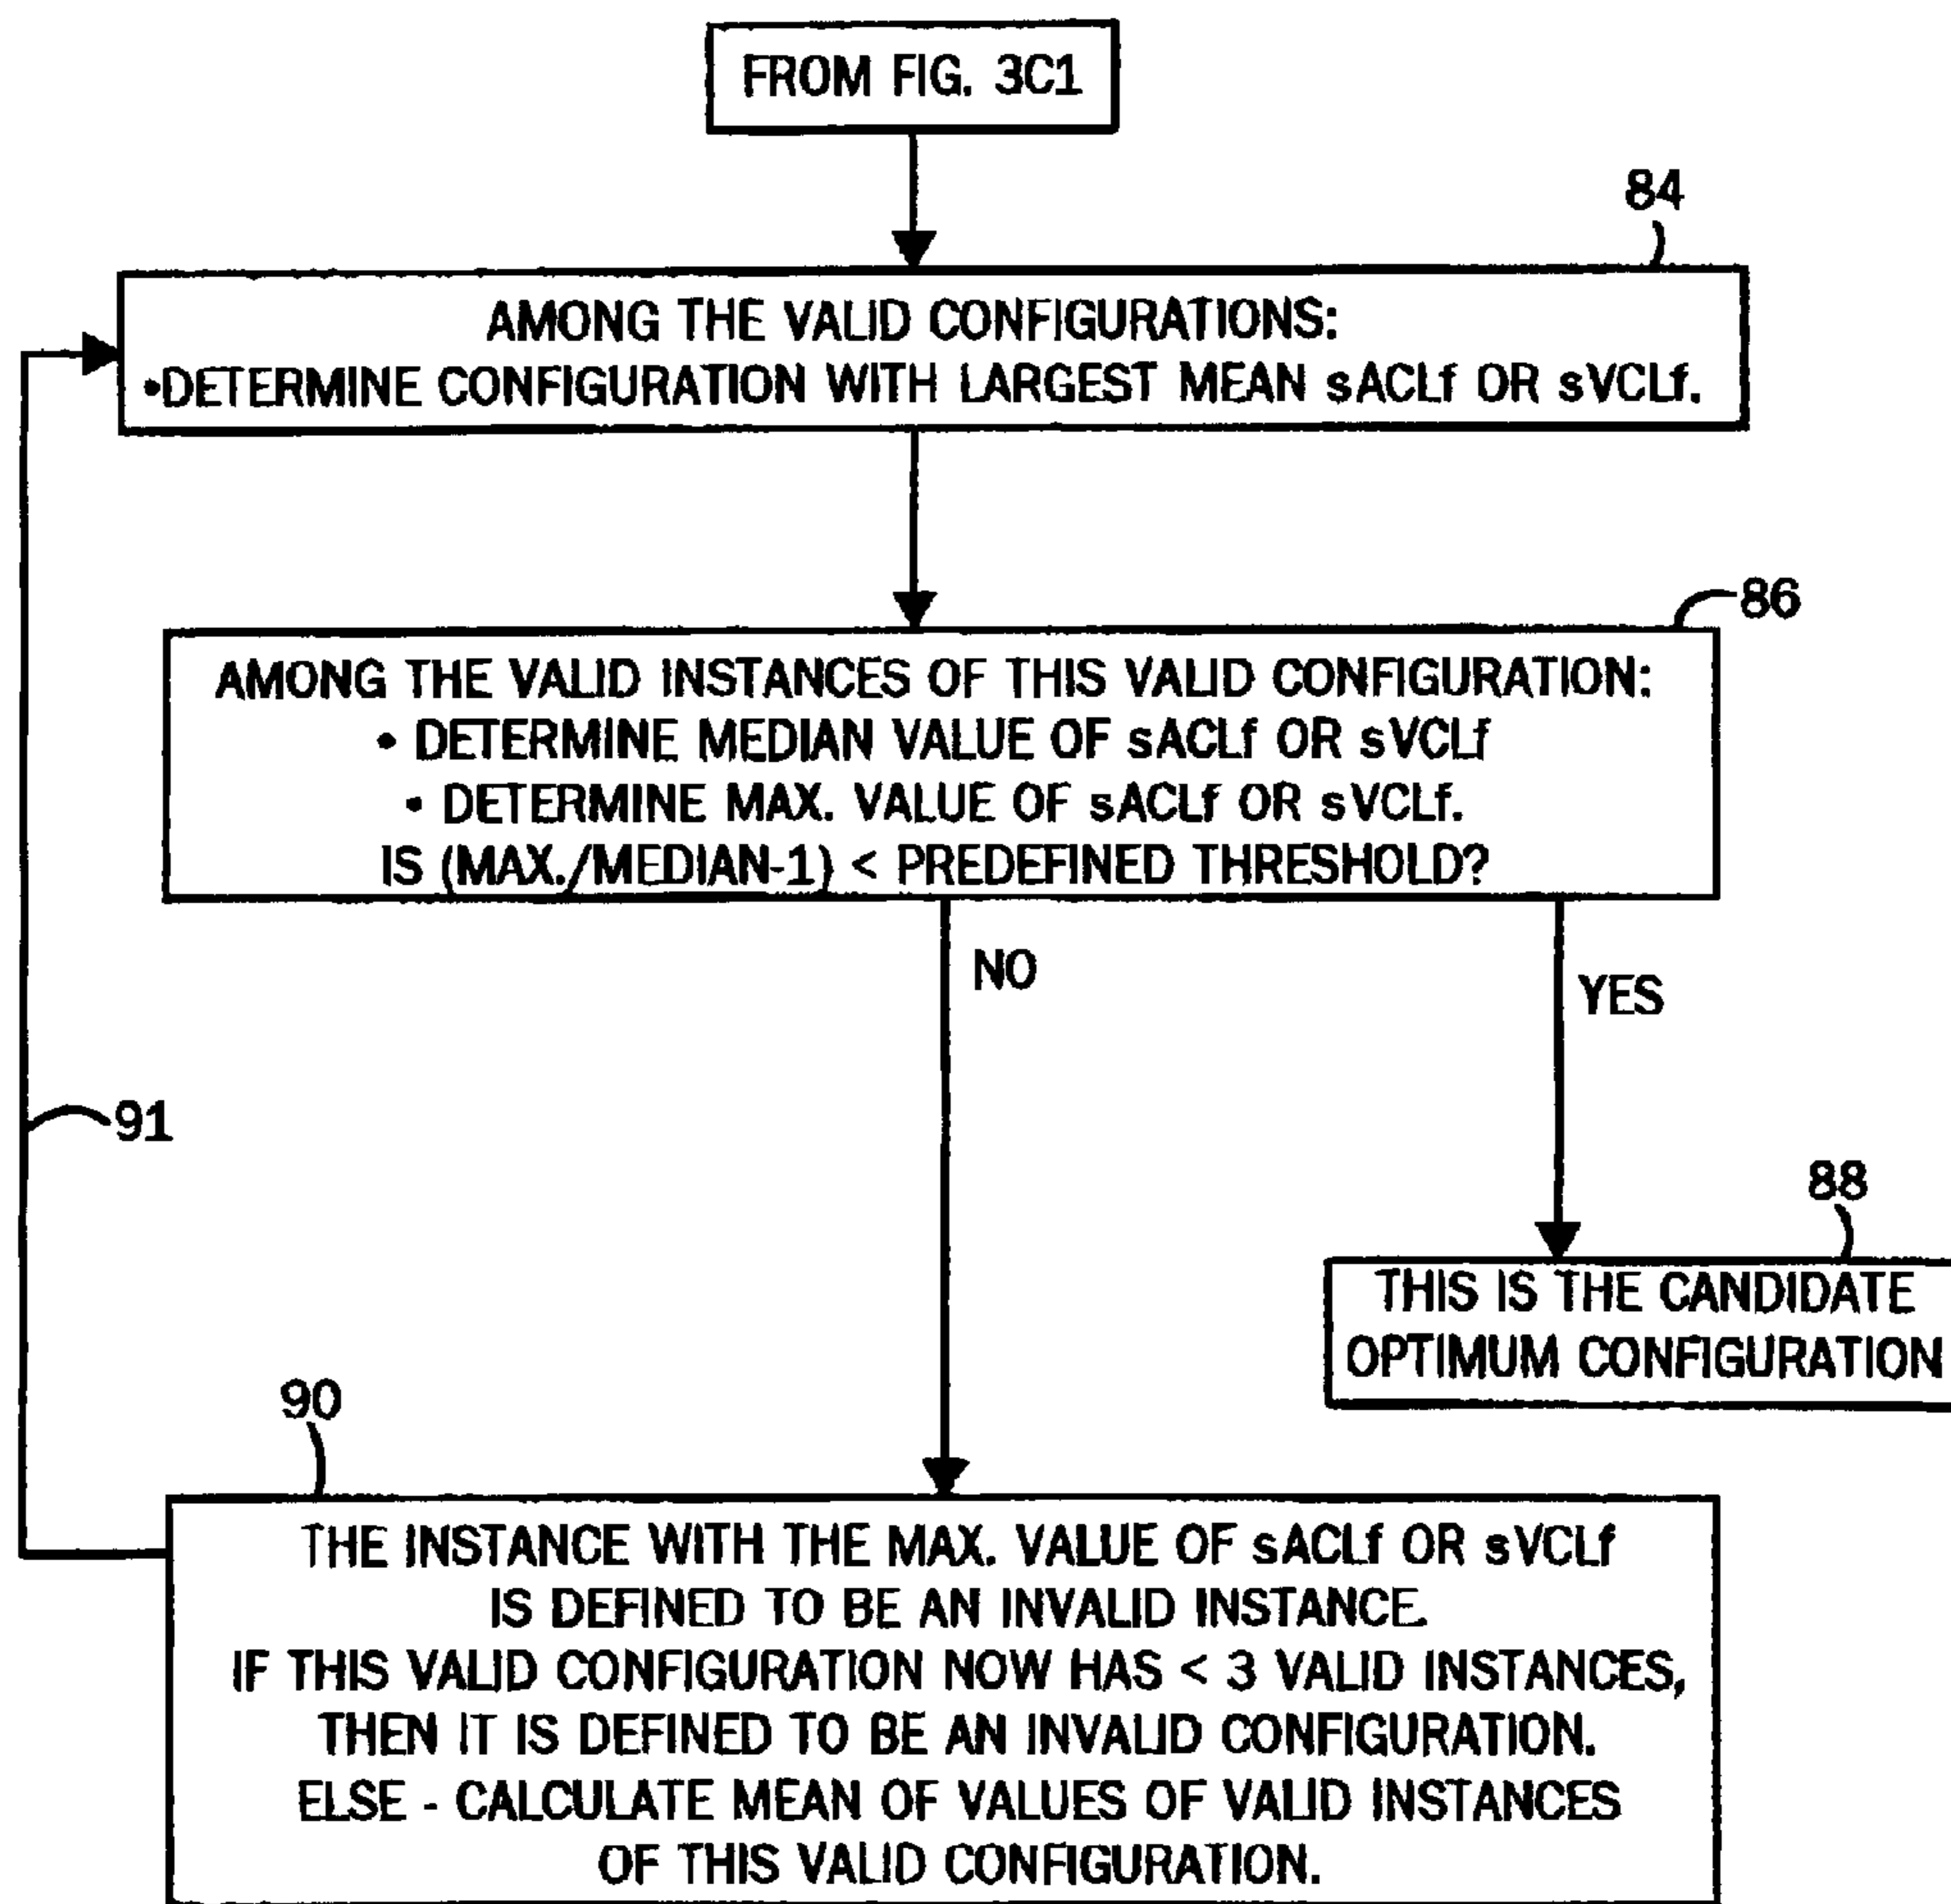 FROM FIG. 3C1
84
AMONG THE VALID CONFIGURATIONS:
•DETERMINE CONFIGURATION WITH LARGEST MEAN sACLf OR sVCLf.
86
AMONG THE VALID INSTANCES OF THIS VALID CONFIGURATION:
• DETERMINE MEDIAN VALUE OF sACLf OR sVCLf
• DETERMINE MAX. VALUE OF sACLf OR sVCLf.
IS (MAX./MEDIAN-1) < PREDEFINED THRESHOLD?
NO
YES
91
88
THIS IS THE CANDIDATE
OPTIMUM CONFIGURATION
90
THE INSTANCE WITH THE MAX. VALUE OF sACLf OR sVCLf
IS DEFINED TO BE AN INVALID INSTANCE.
IF THIS VALID CONFIGURATION NOW HAS < 3 VALID INSTANCES,
THEN IT IS DEFINED TO BE AN INVALID CONFIGURATION.
ELSE - CALCULATE MEAN OF VALUES OF VALID INSTANCES
OF THIS VALID CONFIGURATION.